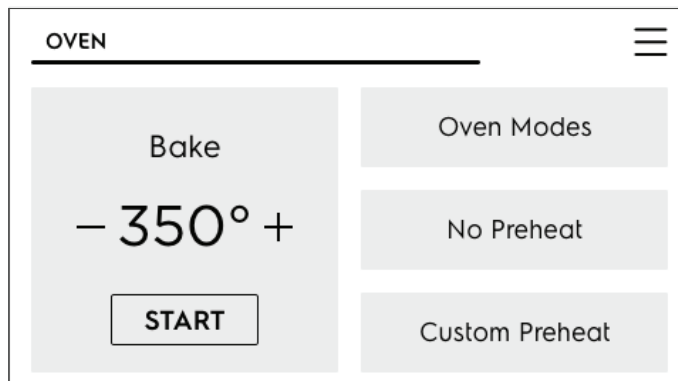 OVEN
Bake
− 350° +
START
Oven Modes
No Preheat
Custom Preheat